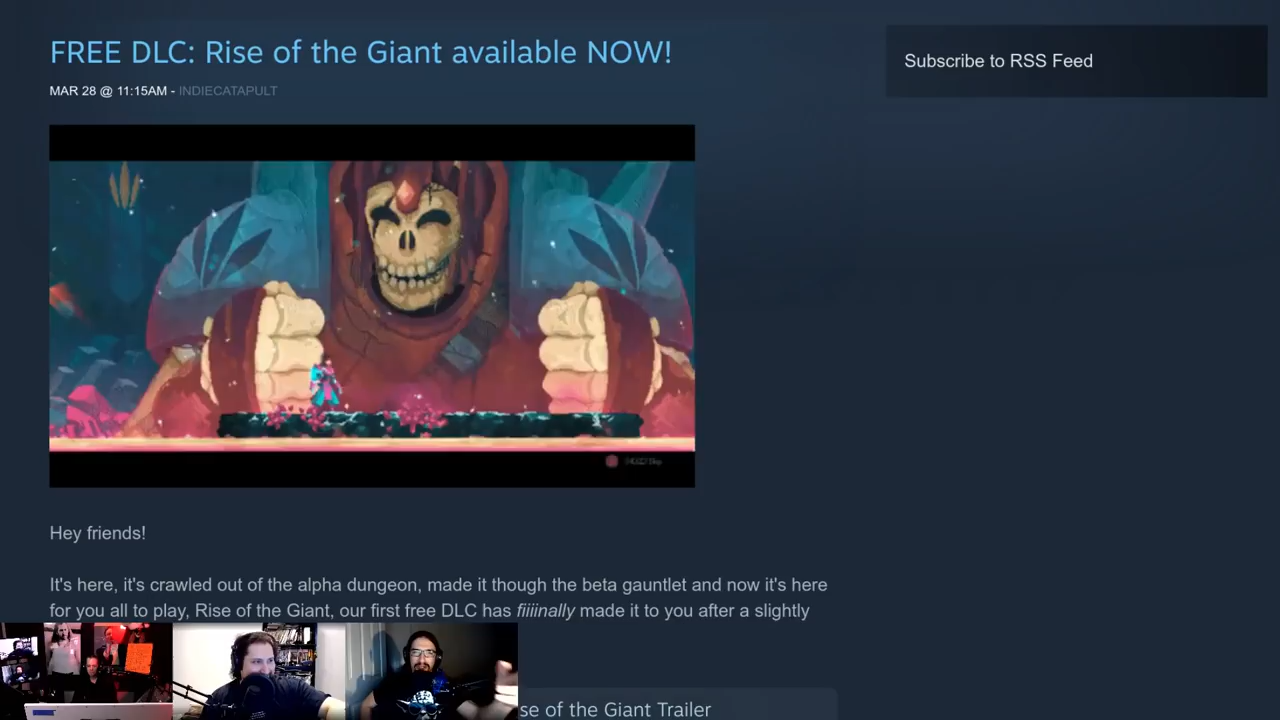 FREE DLC: Rise of the Giant available NOW!
MAR 28 @ 11:15AM - INDIECATAPULT
Subscribe to RSS Feed
Hey friends!
It's here, it's crawled out of the alpha dungeon, made it though the beta gauntlet and now it's here
for you all to play, Rise of the Giant, our first free DLC has fiiiinally made it to you after a slightly
se of the Giant Trailer